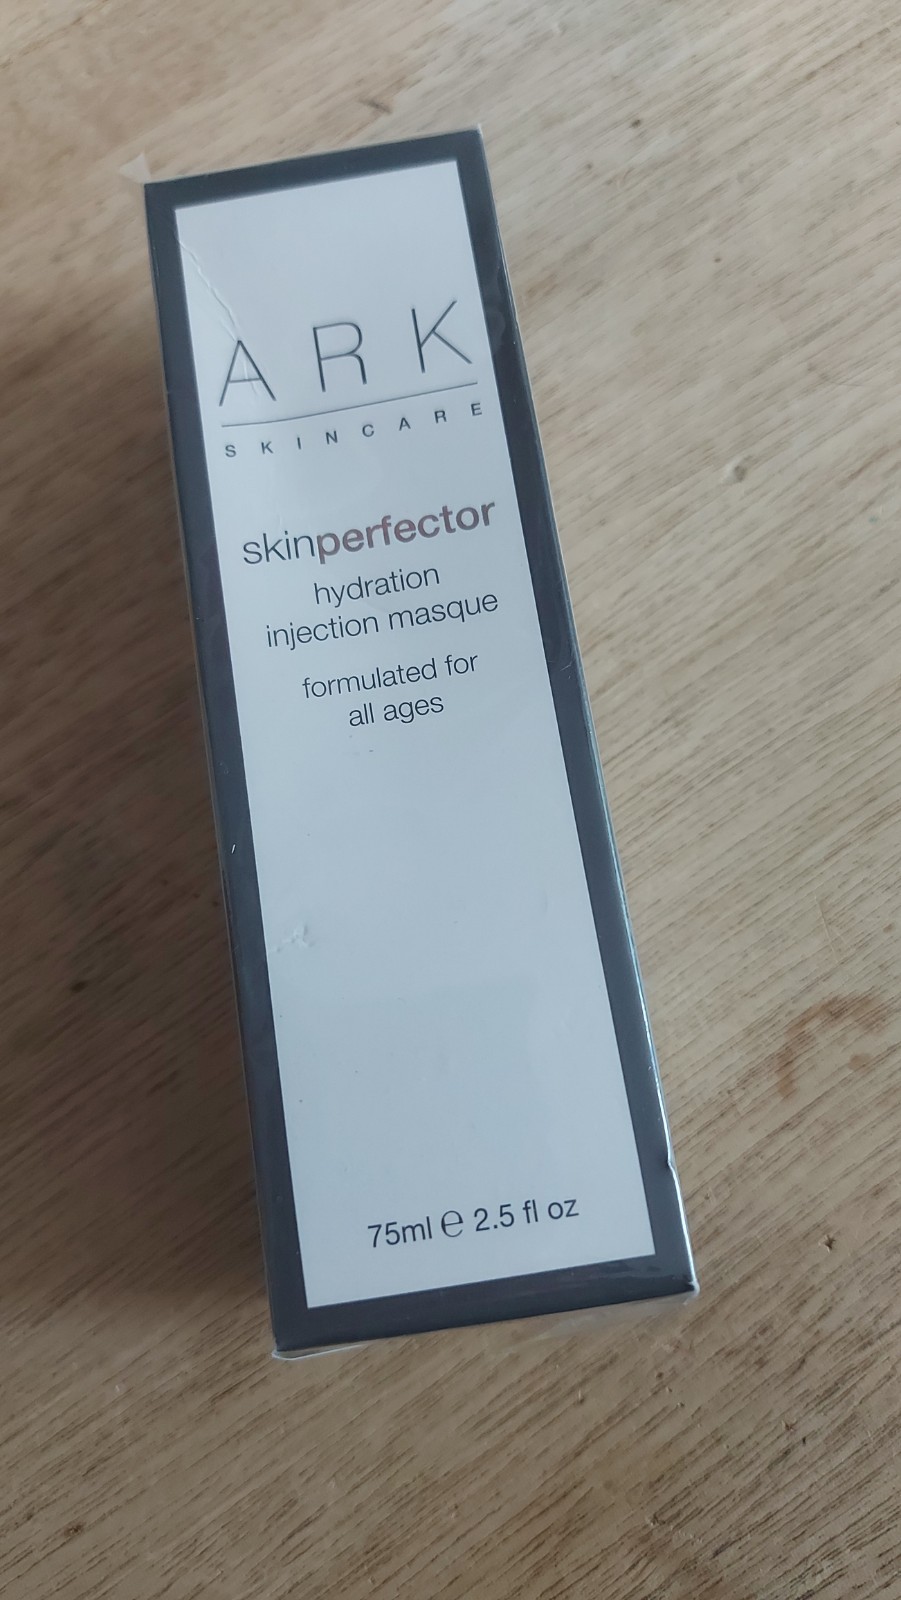 ARK
SKINCARE
skinperfector
hydration
injection masque
formulated for
all ages
75ml ℮ 2.5 fl oz